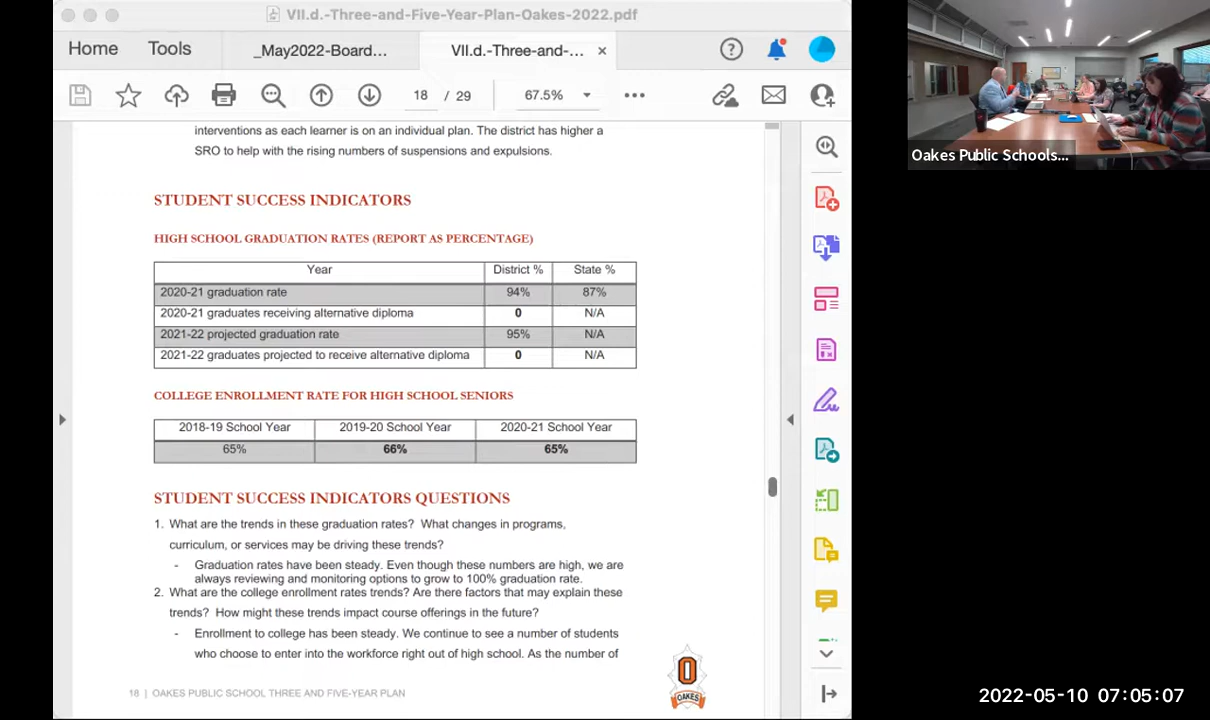 VII.d.-Three-and-Five-Year-Plan-Oakes-2022.pdf
Home Tools _May2022-Board... VII.d.-Three-and-... ×
18 / 29 67.5%
interventions as each learner is on an individual plan. The district has higher a
SRO to help with the rising numbers of suspensions and expulsions.
STUDENT SUCCESS INDICATORS
HIGH SCHOOL GRADUATION RATES (REPORT AS PERCENTAGE)
Year District % State %
2020-21 graduation rate 94% 87%
2020-21 graduates receiving alternative diploma 0 N/A
2021-22 projected graduation rate 95% N/A
2021-22 graduates projected to receive alternative diploma 0 N/A
COLLEGE ENROLLMENT RATE FOR HIGH SCHOOL SENIORS
2018-19 School Year 2019-20 School Year 2020-21 School Year
65% 66% 65%
STUDENT SUCCESS INDICATORS QUESTIONS
1. What are the trends in these graduation rates? What changes in programs,
curriculum, or services may be driving these trends?
- Graduation rates have been steady. Even though these numbers are high, we are
always reviewing and monitoring options to grow to 100% graduation rate.
2. What are the college enrollment rates trends? Are there factors that may explain these
trends? How might these trends impact course offerings in the future?
- Enrollment to college has been steady. We continue to see a number of students
who choose to enter into the workforce right out of high school. As the number of
18 | OAKES PUBLIC SCHOOL THREE AND FIVE-YEAR PLAN
O
OAKES
Oakes Public Schools...
2022-05-10 07:05:07